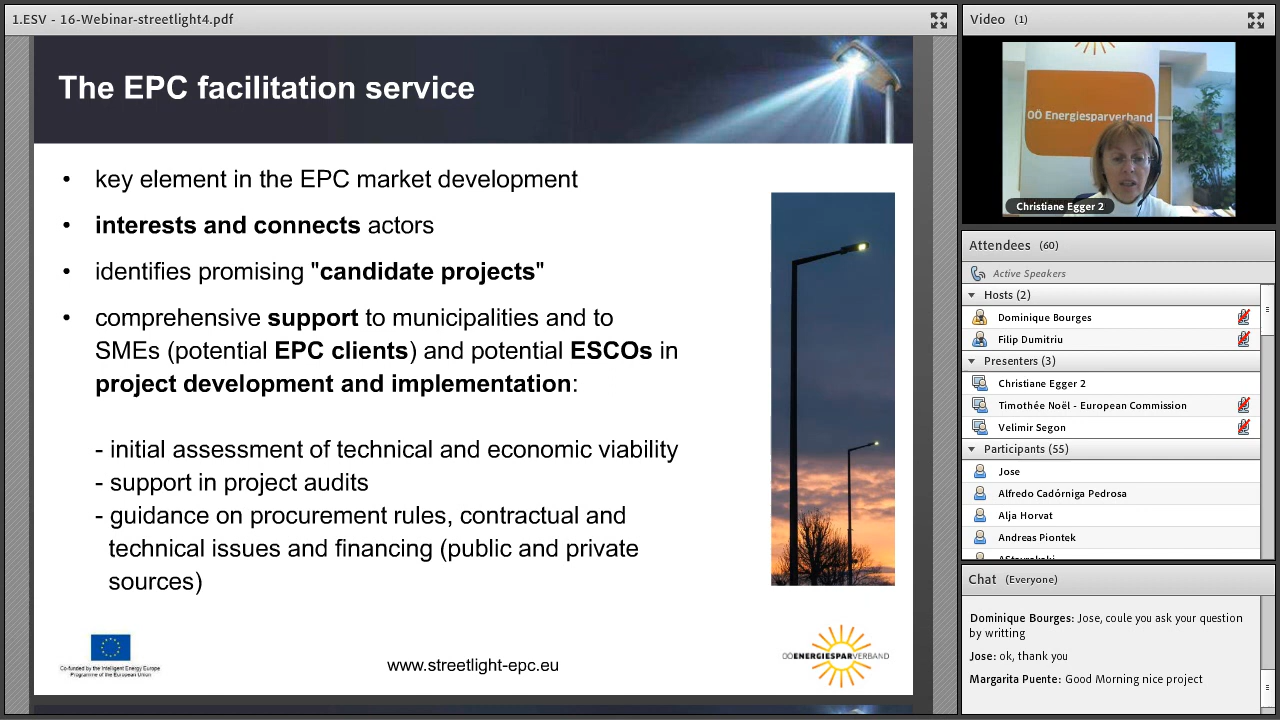 1.ESV - 16-Webinar-streetlight4.pdf
The EPC facilitation service
• key element in the EPC market development
• interests and connects actors
• identifies promising "candidate projects"
• comprehensive support to municipalities and to
SMEs (potential EPC clients) and potential ESCOs in
project development and implementation:
- initial assessment of technical and economic viability
- support in project audits
- guidance on procurement rules, contractual and
technical issues and financing (public and private
sources)
Co-funded by the Intelligent Energy Europe
Programme of the European Union
www.streetlight-epc.eu
OÖENERGIESPARVERBAND
Video (1)
OÖ Energiesparverband
Christiane Egger 2
Attendees (60)
Active Speakers
Hosts (2)
Dominique Bourges
Filip Dumitriu
Presenters (3)
Christiane Egger 2
Timothée Noël - European Commission
Velimir Segon
Participants (55)
Jose
Alfredo Cadórniga Pedrosa
Alja Horvat
Andreas Piontek
Chat (Everyone)
Dominique Bourges: Jose, coule you ask your question
by writting
Jose: ok, thank you
Margarita Puente: Good Morning nice project